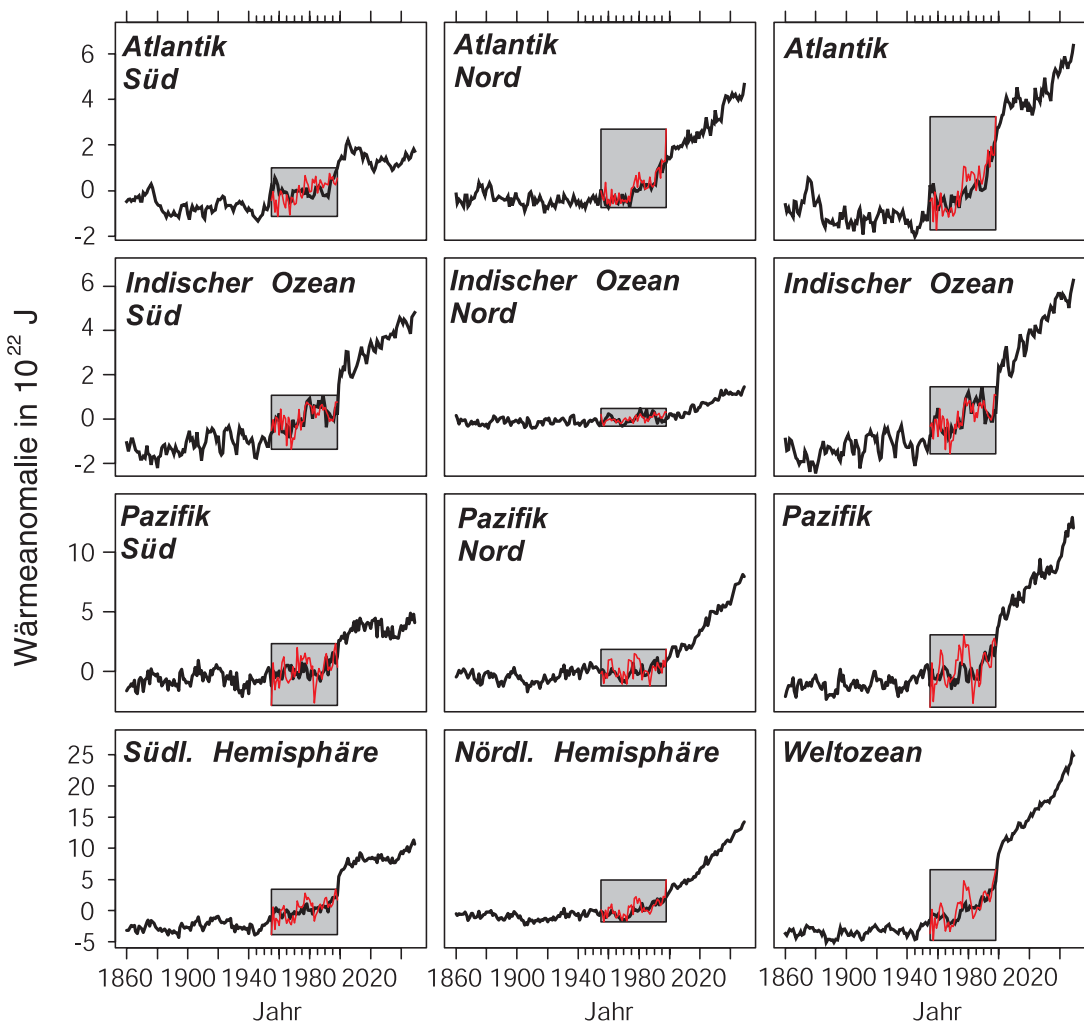 Atlantik
Süd
Atlantik
Nord
Atlantik
6
4
2
0
-2
Indischer Ozean
Süd
Indischer Ozean
Nord
Indischer Ozean
6
4
2
0
-2
Pazifik
Süd
Pazifik
Nord
Pazifik
10
5
0
Südl. Hemisphäre
Nördl. Hemisphäre
Weltozean
25
20
15
10
5
0
-5
1860 1900 1940 1980 2020
1860 1900 1940 1980 2020
1860 1900 1940 1980 2020
Jahr
Jahr
Jahr
Wärmeanomalie in 10²² J